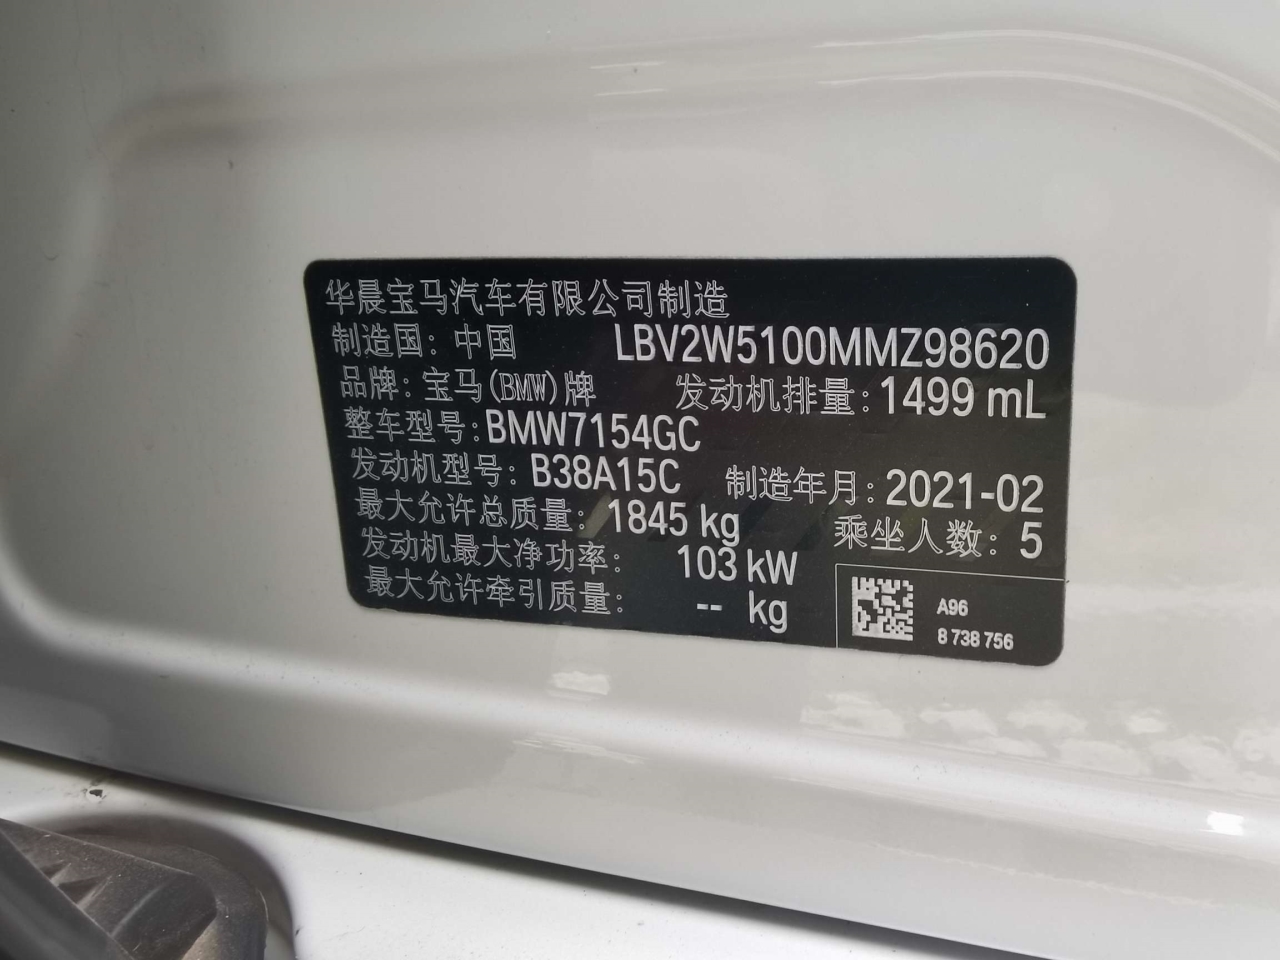 华晨宝马汽车有限公司制造
制造国: 中国 LBV2W5100MMZ98620
品牌: 宝马(BMW)牌 发动机排量: 1499 mL
整车型号: BMW7154GC
发动机型号: B38A15C 制造年月: 2021-02
最大允许总质量: 1845 kg 乘坐人数: 5
发动机最大净功率: 103 kW
最大允许牵引质量: -- kg
A96
8 738 756